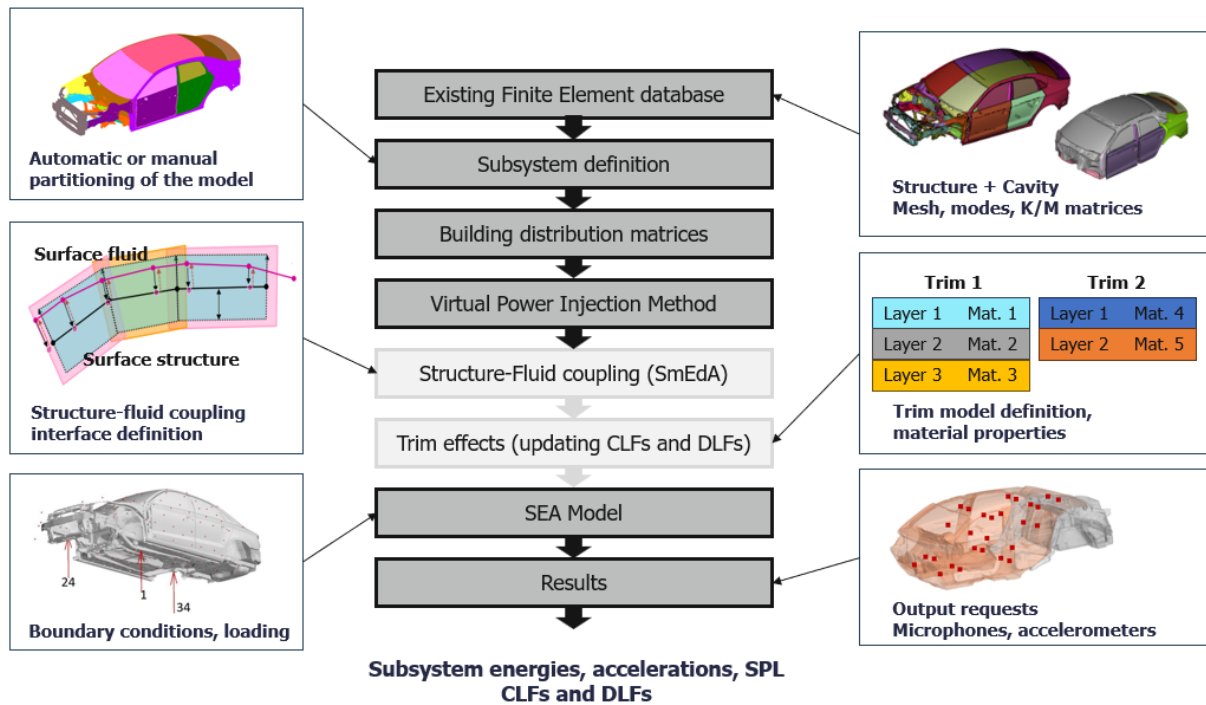 Automatic or manual
partitioning of the model
Surface fluid
Surface structure
Structure-fluid coupling
interface definition
24
1
34
Boundary conditions, loading
Existing Finite Element database
Subsystem definition
Building distribution matrices
Virtual Power Injection Method
Structure-Fluid coupling (SmEdA)
Trim effects (updating CLFs and DLFs)
SEA Model
Results
Subsystem energies, accelerations, SPL
CLFs and DLFs
Structure + Cavity
Mesh, modes, K/M matrices
Trim 1 Trim 2
Layer 1 Mat. 1 Layer 1 Mat. 4
Layer 2 Mat. 2 Layer 2 Mat. 5
Layer 3 Mat. 3
Trim model definition,
material properties
Output requests
Microphones, accelerometers